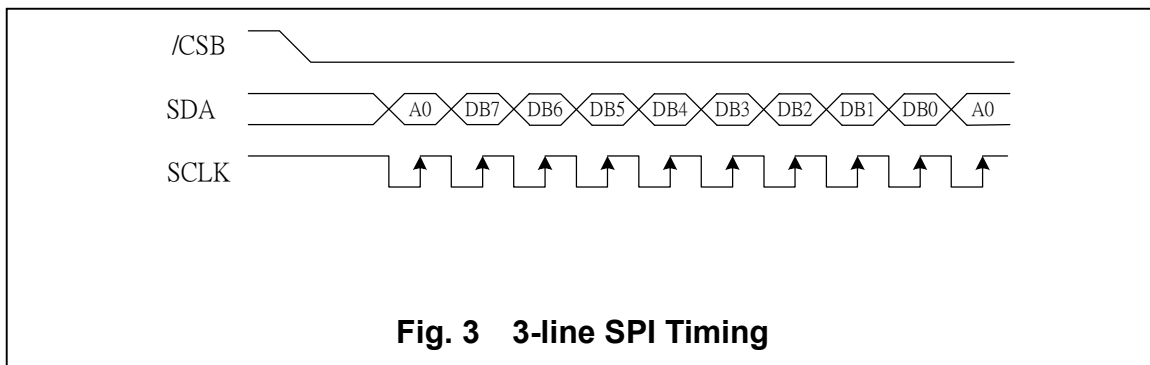 /CSB
SDA A0 DB7 DB6 DB5 DB4 DB3 DB2 DB1 DB0 A0
SCLK
Fig. 3 3-line SPI Timing